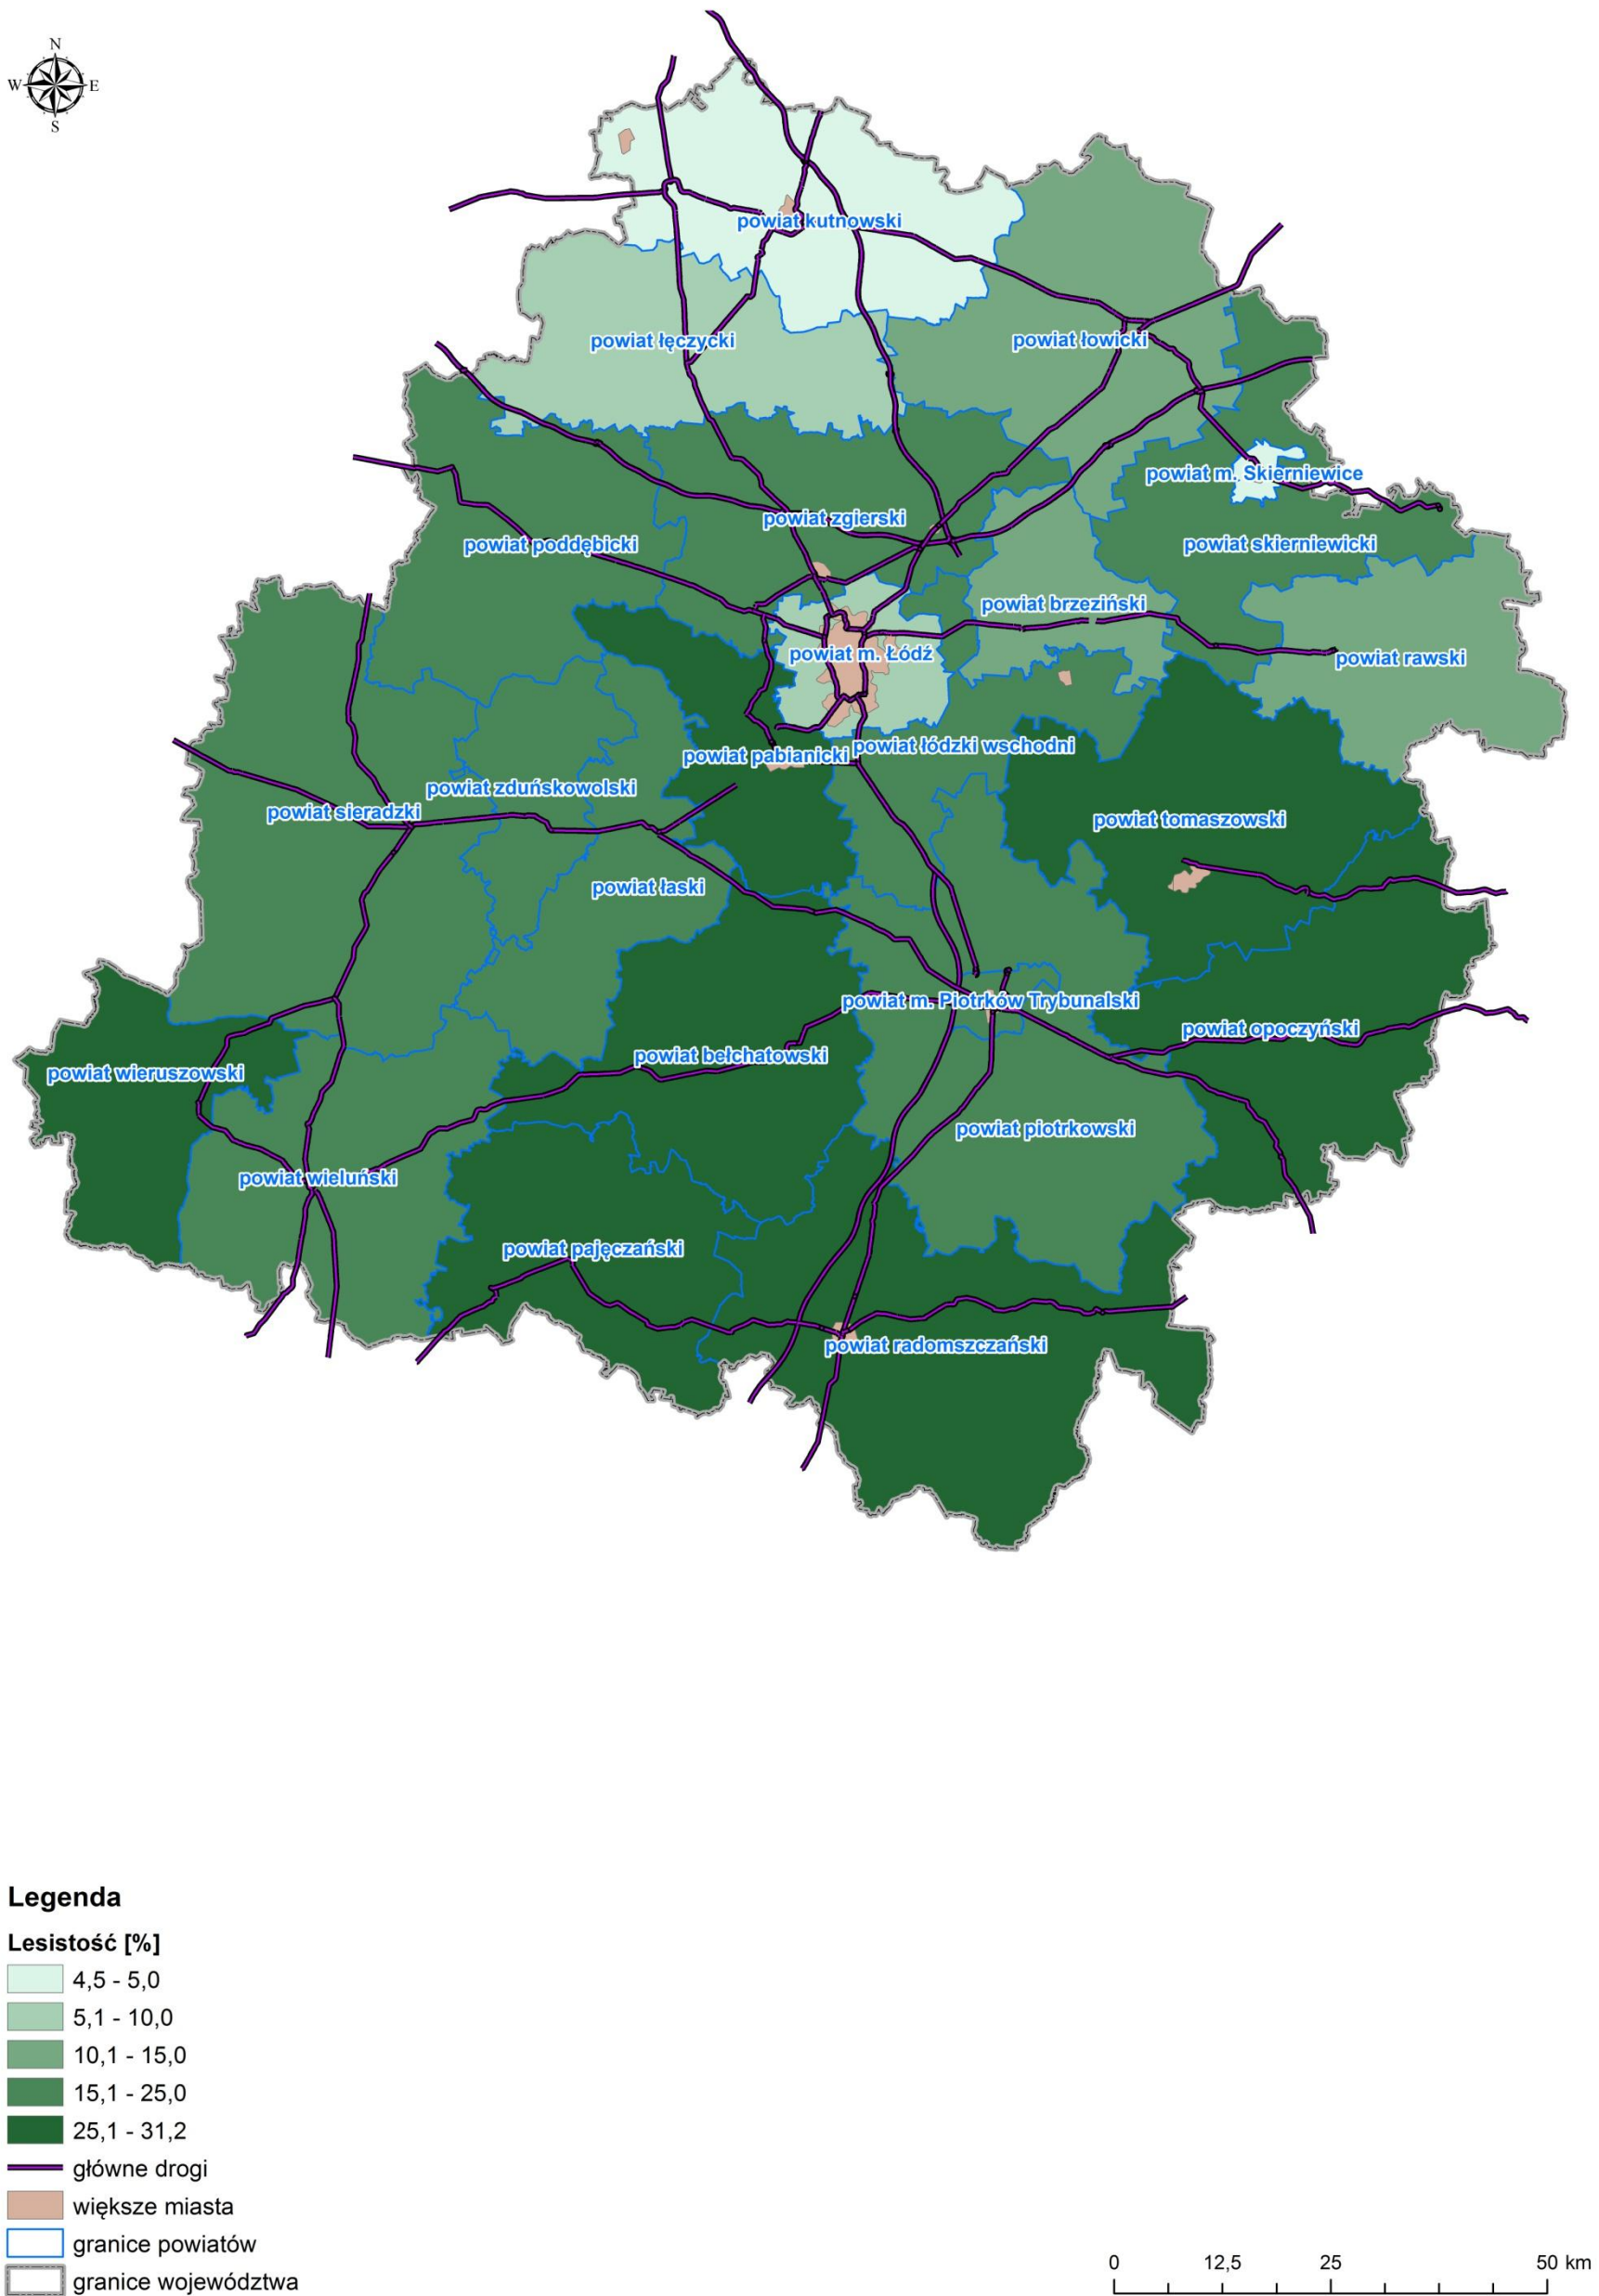 N
W E
S
powiat kutnowski
powiat łęczycki
powiat łowicki
powiat m. Skierniewice
powiat zgierski
powiat poddębicki
powiat skierniewicki
powiat brzeziński
powiat m. Łódź
powiat rawski
powiat pabianicki
powiat łódzki wschodni
powiat zduńskowolski
powiat sieradzki
powiat tomaszowski
powiat łaski
powiat m. Piotrków Trybunalski
powiat opoczyński
powiat bełchatowski
powiat wieruszowski
powiat piotrkowski
powiat wieluński
powiat pajęczański
powiat radomszczański
Legenda
Lesistość [%]
4,5 - 5,0
5,1 - 10,0
10,1 - 15,0
15,1 - 25,0
25,1 - 31,2
główne drogi
większe miasta
granice powiatów
granice województwa
0 12,5 25 50 km